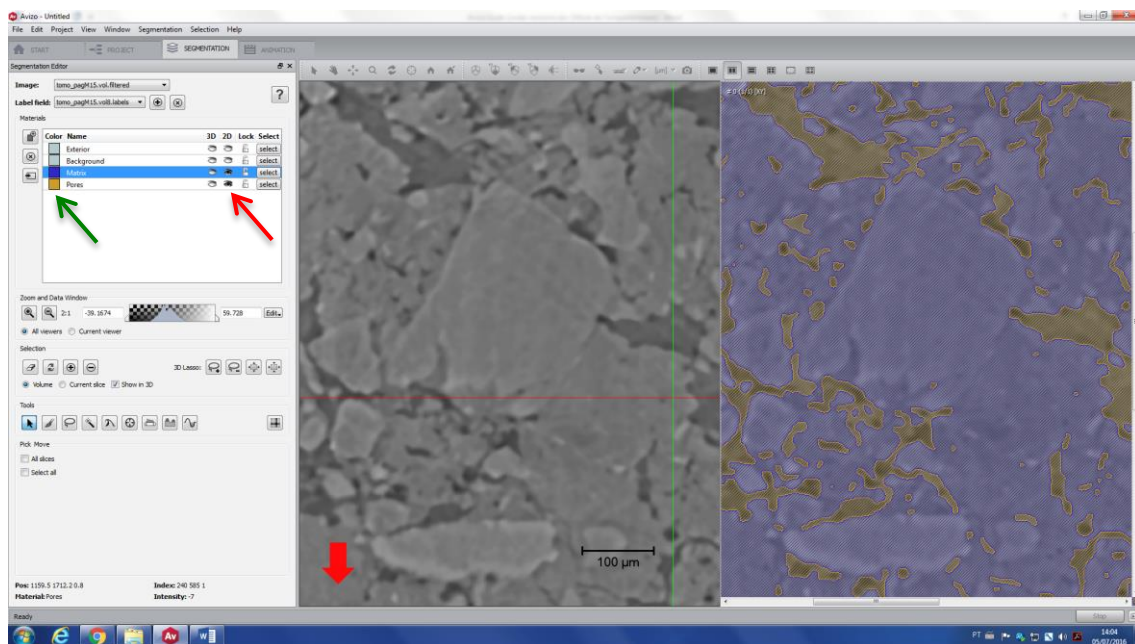 Avizo - Untitled
File Edit Project View Window Segmentation Selection Help
START PROJECT SEGMENTATION ANIMATION
Segmentation Editor
Image: tomo_pagM15.vol.filtered
Label field: tomo_pagM15.vol8.labels
?
Materials
Color Name 3D 2D Lock Select
Exterior select
Background select
Matrix select
Pores select
Zoom and Data Window
2:1 -39.1674 59.728 Edit
All viewers Current viewer
Selection
3D Lasso:
Volume Current slice Show in 3D
Tools
Pick Move
All slices
Select all
100 µm
Pos: 1159.5 1712.2 0.8 Index: 240 585 1
Material: Pores Intensity: -7
Ready
Stop
PT
14:04
05/07/2016